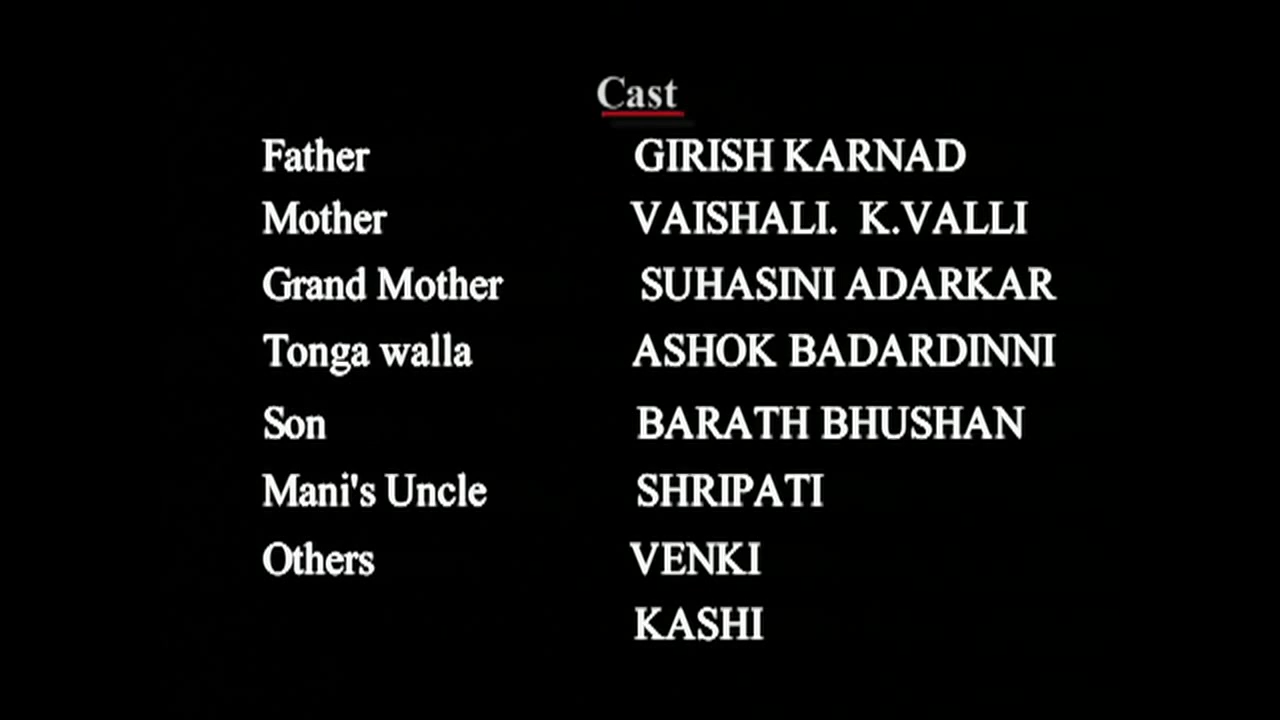 Cast
Father GIRISH KARNAD
Mother VAISHALI. K.VALLI
Grand Mother SUHASINI ADARKAR
Tonga walla ASHOK BADARDINNI
Son BARATH BHUSHAN
Mani's Uncle SHRIPATI
Others VENKI
KASHI